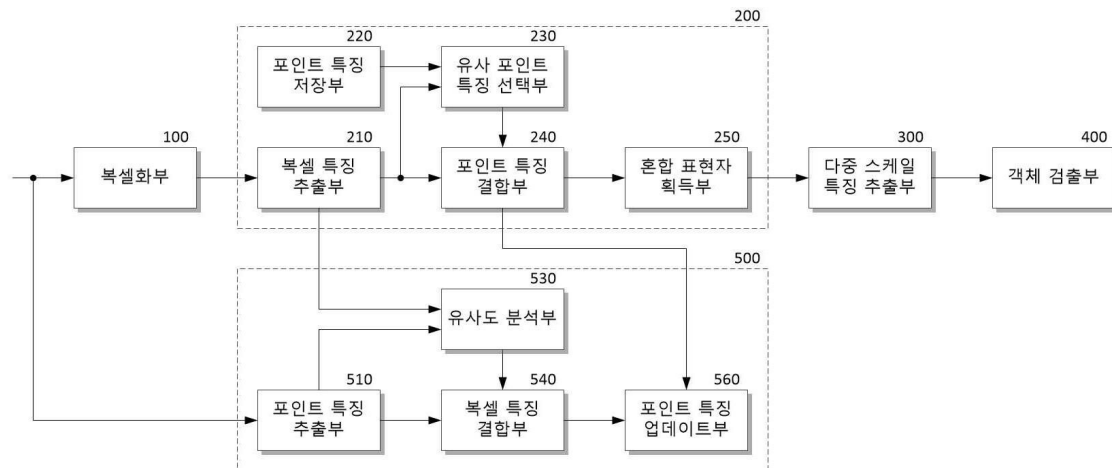 200
220
포인트 특징
저장부
230
유사 포인트
특징 선택부
100
복셀화부
210
복셀 특징
추출부
240
포인트 특징
결합부
250
혼합 표현자
획득부
300
다중 스케일
특징 추출부
400
객체 검출부
500
530
유사도 분석부
510
포인트 특징
추출부
540
복셀 특징
결합부
560
포인트 특징
업데이트부